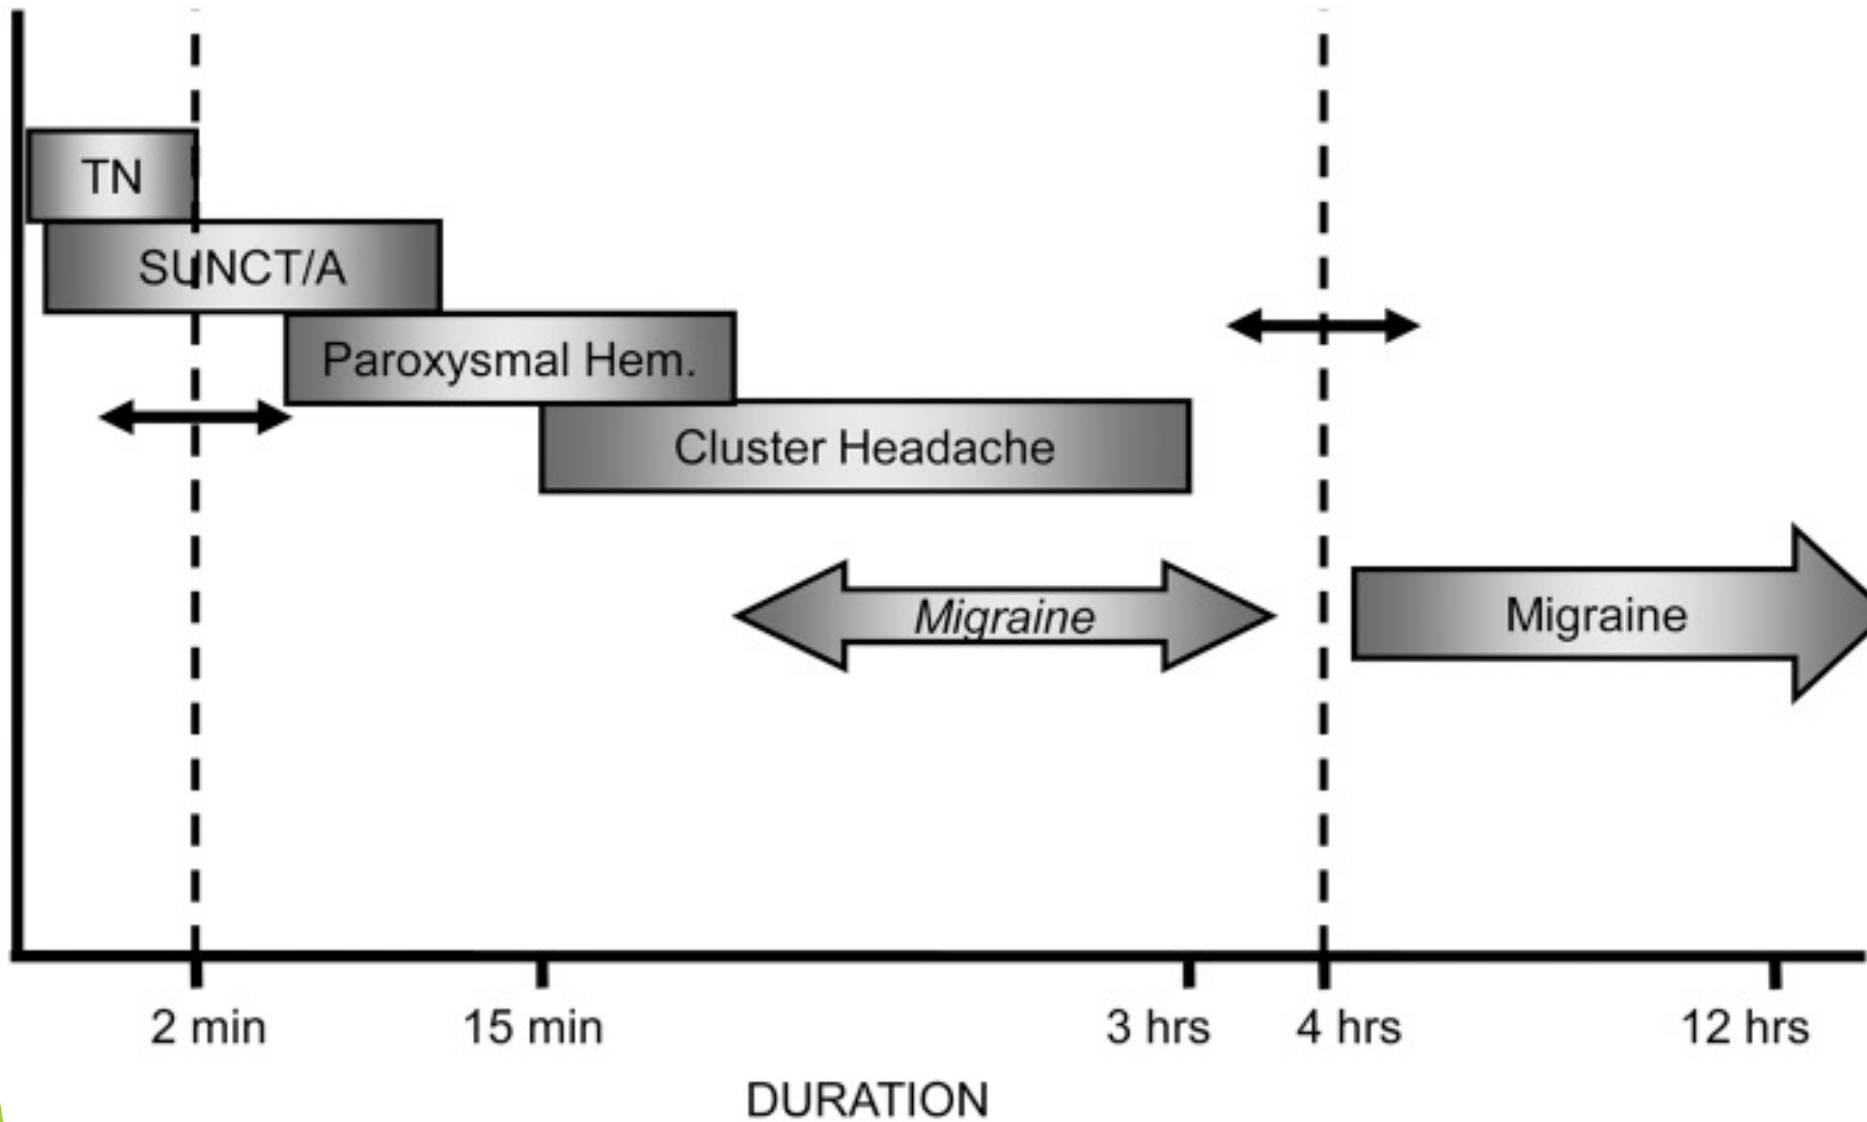 TN
SUNCT/A
Paroxysmal Hem.
Cluster Headache
Migraine
Migraine
2 min
15 min
3 hrs
4 hrs
12 hrs
DURATION